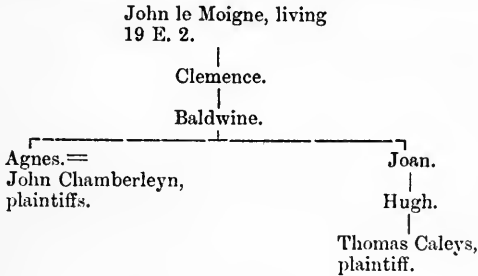 John le Moigne, living
19 E. 2.
Clemence.
Baldwine.
Agnes.=
John Chamberleyn,
plaintiffs.
Joan.
Hugh.
Thomas Caleys,
plaintiff.